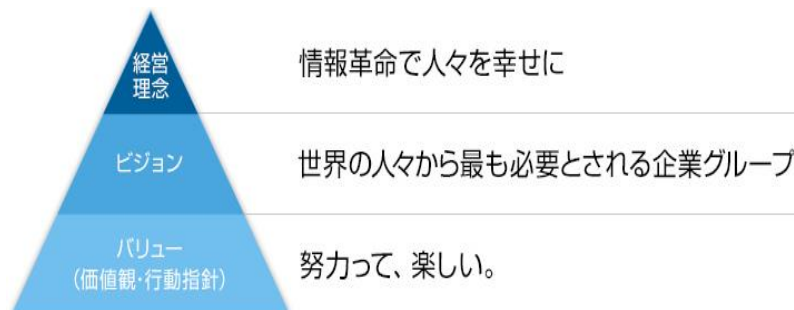 経営
理念
情報革命で人々を幸せに
ビジョン
世界の人々から最も必要とされる企業グループ
バリュー
（価値観・行動指針）
努力って、楽しい。